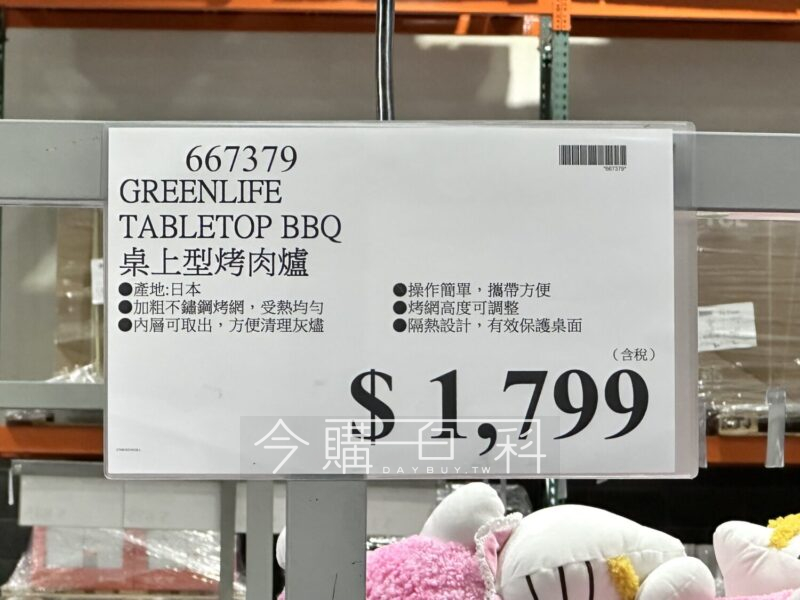 667379
*667379*
GREENLIFE
TABLETOP BBQ
桌上型烤肉爐
●產地:日本
●加粗不鏽鋼烤網，受熱均勻
●內層可取出，方便清理灰燼
●操作簡單，攜帶方便
●烤網高度可調整
●隔熱設計，有效保護桌面
（含稅）
$ 1,799
今購百科
DAYBUY.TW